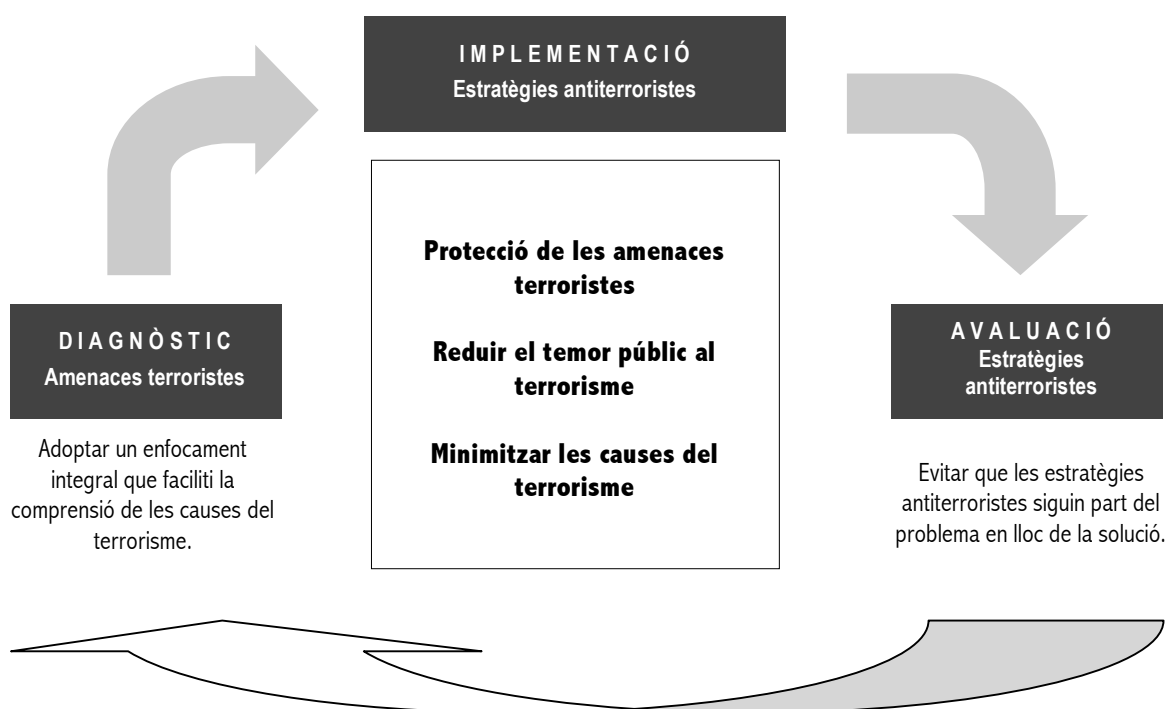 IMPLEMENTACIÓ
Estratègies antiterroristes
Protecció de les amenaces
terroristes
Reduir el temor públic al
terrorisme
Minimitzar les causes del
terrorisme
DIAGNÒSTIC
Amenaces terroristes
Adoptar un enfocament
integral que faciliti la
comprensió de les causes del
terrorisme.
AVALUACIÓ
Estratègies
antiterroristes
Evitar que les estratègies
antiterroristes siguin part del
problema en lloc de la solució.